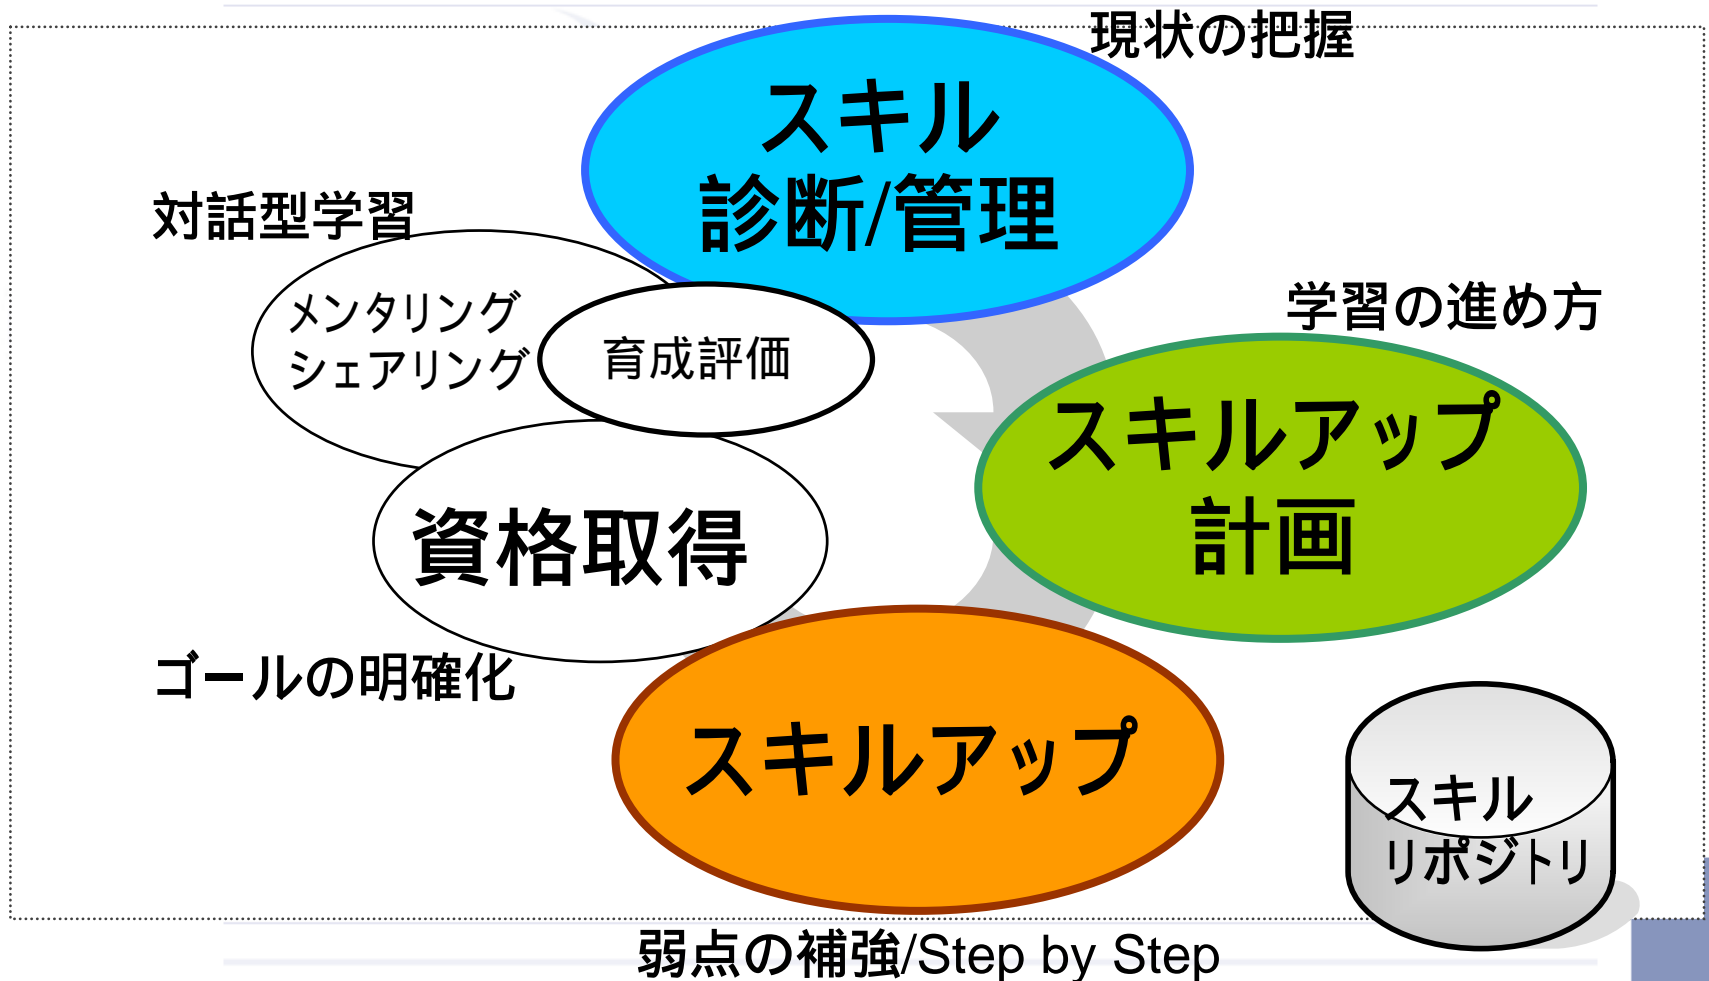 現状の把握
スキル
診断/管理
対話型学習
メンタリング
シェアリング
育成評価
学習の進め方
スキルアップ
計画
資格取得
ゴールの明確化
スキルアップ
スキル
リポジトリ
弱点の補強/Step by Step